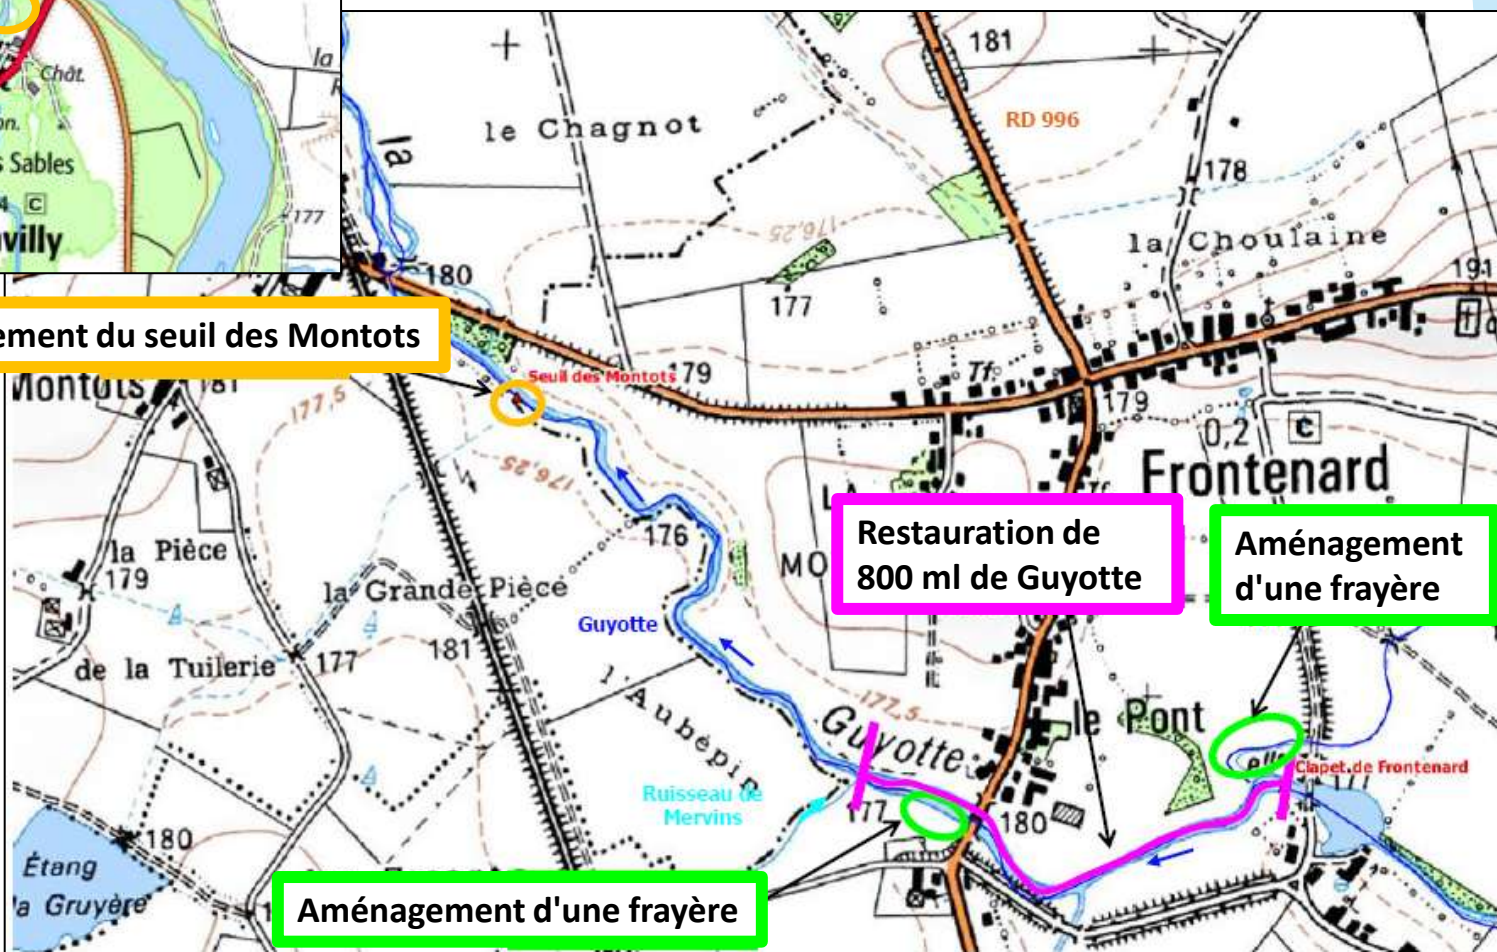 la
Chât.
Sables
C
177
villy
181
le Chagnot
RD 996
la
178
176,25
la Choulaine
180
177
191
ement du seuil des Montots
Montots
181
Seuil des Montots
179
Tf.
177,5
179
0,2
C
176,25
Frontenard
Tf.
Restauration de
800 ml de Guyotte
Aménagement
d'une frayère
176
la Pièce
179
la Grande Pièce
MO
Guyotte
181
de la Tuilerie
177
l'Aubépin
177,5
Guyotte
le Pont
Clapet de Frontenard
Ruisseau de
Mervins
177
180
180
Étang
la Gruyère
Aménagement d'une frayère